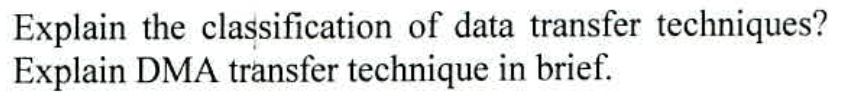 Explain the classification of data transfer techniques?
Explain DMA transfer technique in brief.